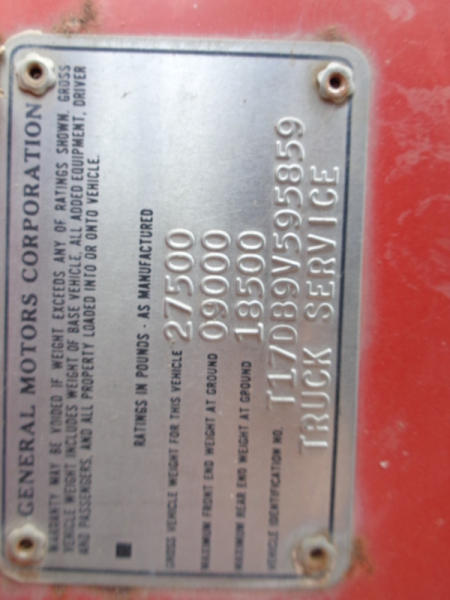 GENERAL MOTORS CORPORATION
WARRANTY MAY BE VOIDED IF WEIGHT EXCEEDS ANY OF RATINGS SHOWN. GROSS
VEHICLE WEIGHT INCLUDES WEIGHT OF BASE VEHICLE, ALL ADDED EQUIPMENT, DRIVER
AND PASSENGERS, AND ALL PROPERTY LOADED INTO OR ONTO VEHICLE.
RATINGS IN POUNDS - AS MANUFACTURED
GROSS VEHICLE WEIGHT FOR THIS VEHICLE 27500
MAXIMUM FRONT END WEIGHT AT GROUND 09000
MAXIMUM REAR END WEIGHT AT GROUND 18500
VEHICLE IDENTIFICATION NO. T17DB9V595859
TRUCK SERVICE